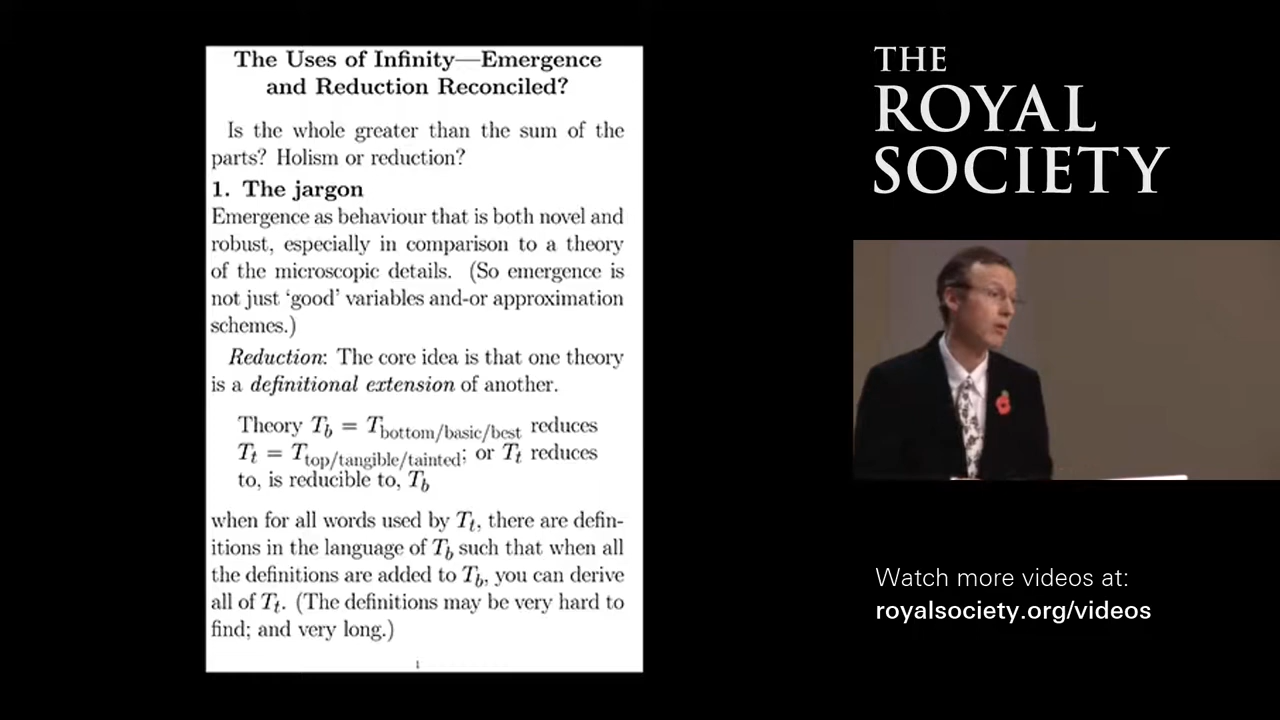 The Uses of Infinity—Emergence
and Reduction Reconciled?
Is the whole greater than the sum of the
parts? Holism or reduction?
1. The jargon
Emergence as behaviour that is both novel and
robust, especially in comparison to a theory
of the microscopic details. (So emergence is
not just ‘good’ variables and-or approximation
schemes.)
Reduction: The core idea is that one theory
is a definitional extension of another.
Theory T_b = T_bottom/basic/best reduces
T_t = T_top/tangible/tainted; or T_t reduces
to, is reducible to, T_b
when for all words used by T_t, there are defin-
itions in the language of T_b such that when all
the definitions are added to T_b, you can derive
all of T_t. (The definitions may be very hard to
find; and very long.)
1
THE
ROYAL
SOCIETY
Watch more videos at:
royalsociety.org/videos